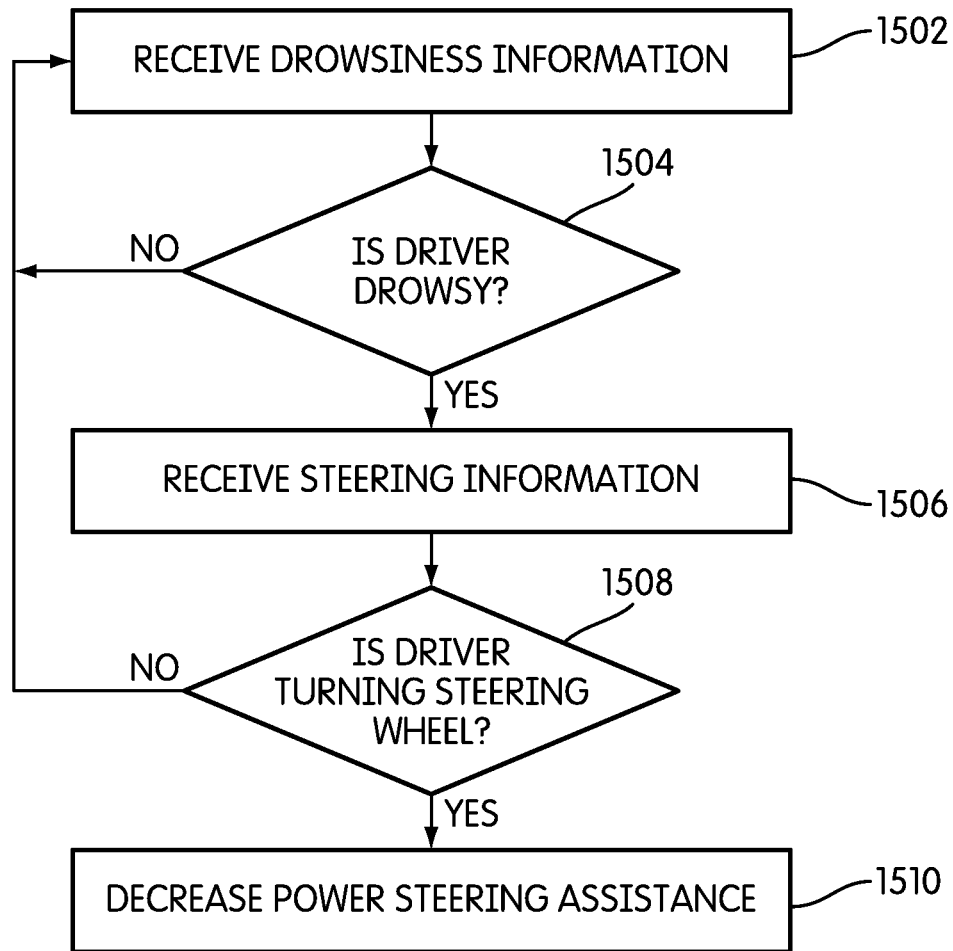 RECEIVE DROWSINESS INFORMATION
1502
1504
IS DRIVER
DROWSY?
NO
YES
RECEIVE STEERING INFORMATION
1506
1508
IS DRIVER
TURNING STEERING
WHEEL?
NO
YES
DECREASE POWER STEERING ASSISTANCE
1510